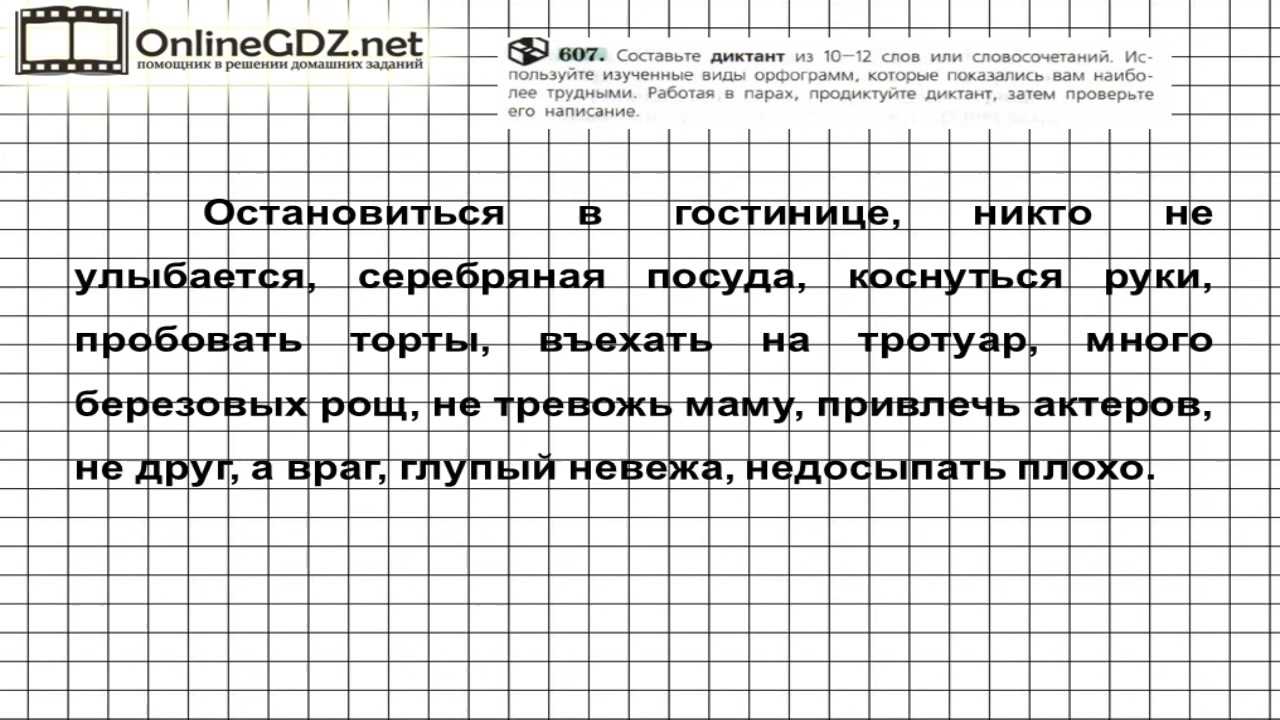 OnlineGDZ.net
помощник в решении домашних заданий
607. Составьте диктант из 10—12 слов или словосочетаний. Ис-
пользуйте изученные виды орфограмм, которые показались вам наибо-
лее трудными. Работая в парах, продиктуйте диктант, затем проверьте
его написание.
Остановиться в гостинице, никто не
улыбается, серебряная посуда, коснуться руки,
пробовать торты, въехать на тротуар, много
березовых рощ, не тревожь маму, привлечь актеров,
не друг, а враг, глупый невежа, недосыпать плохо.